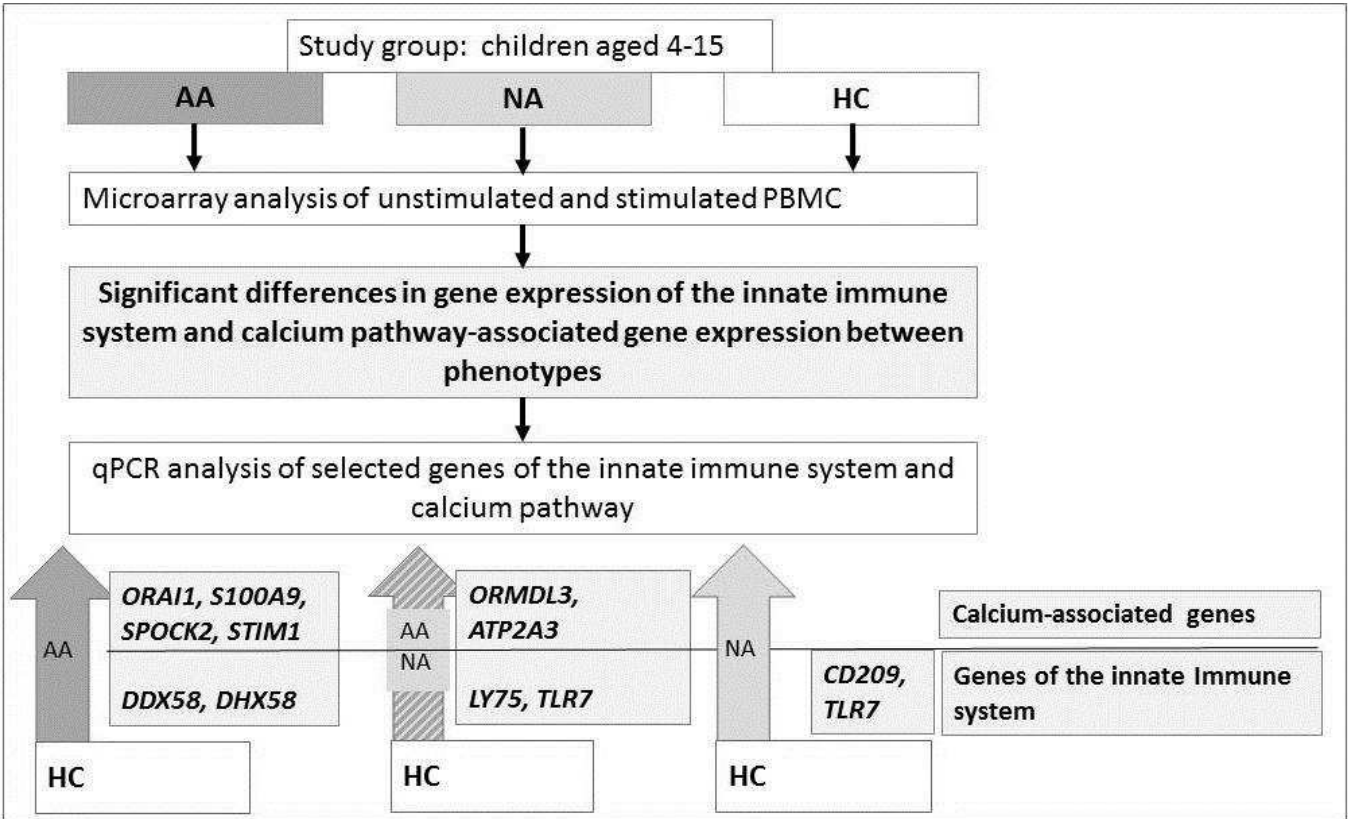 Study group: children aged 4-15
AA
NA
HC
Microarray analysis of unstimulated and stimulated PBMC
Significant differences in gene expression of the innate immune
system and calcium pathway-associated gene expression between
phenotypes
qPCR analysis of selected genes of the innate immune system and
calcium pathway
AA
ORAI1, S100A9,
SPOCK2, STIM1
DDX58, DHX58
HC
AA
NA
ORMDL3,
ATP2A3
LY75, TLR7
HC
NA
CD209,
TLR7
HC
Calcium-associated genes
Genes of the innate Immune
system